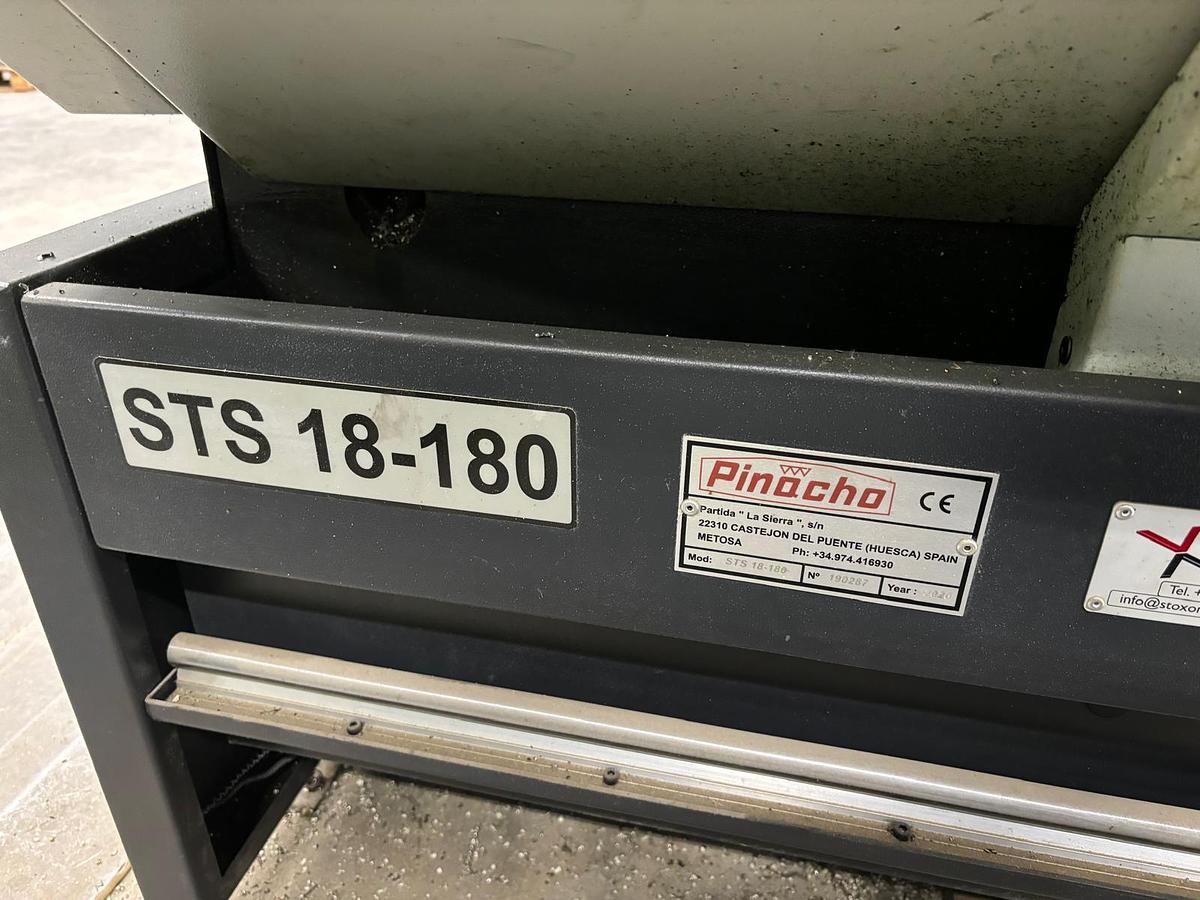 STS 18-180
Pinacho CE
Partida " La Sierra ", s/n
22310 CASTEJON DEL PUENTE (HUESCA) SPAIN
METOSA Ph: +34.974.416930
Mod: STS 18-180 Nº 190287 Year :
Tel. +
info@stoxo